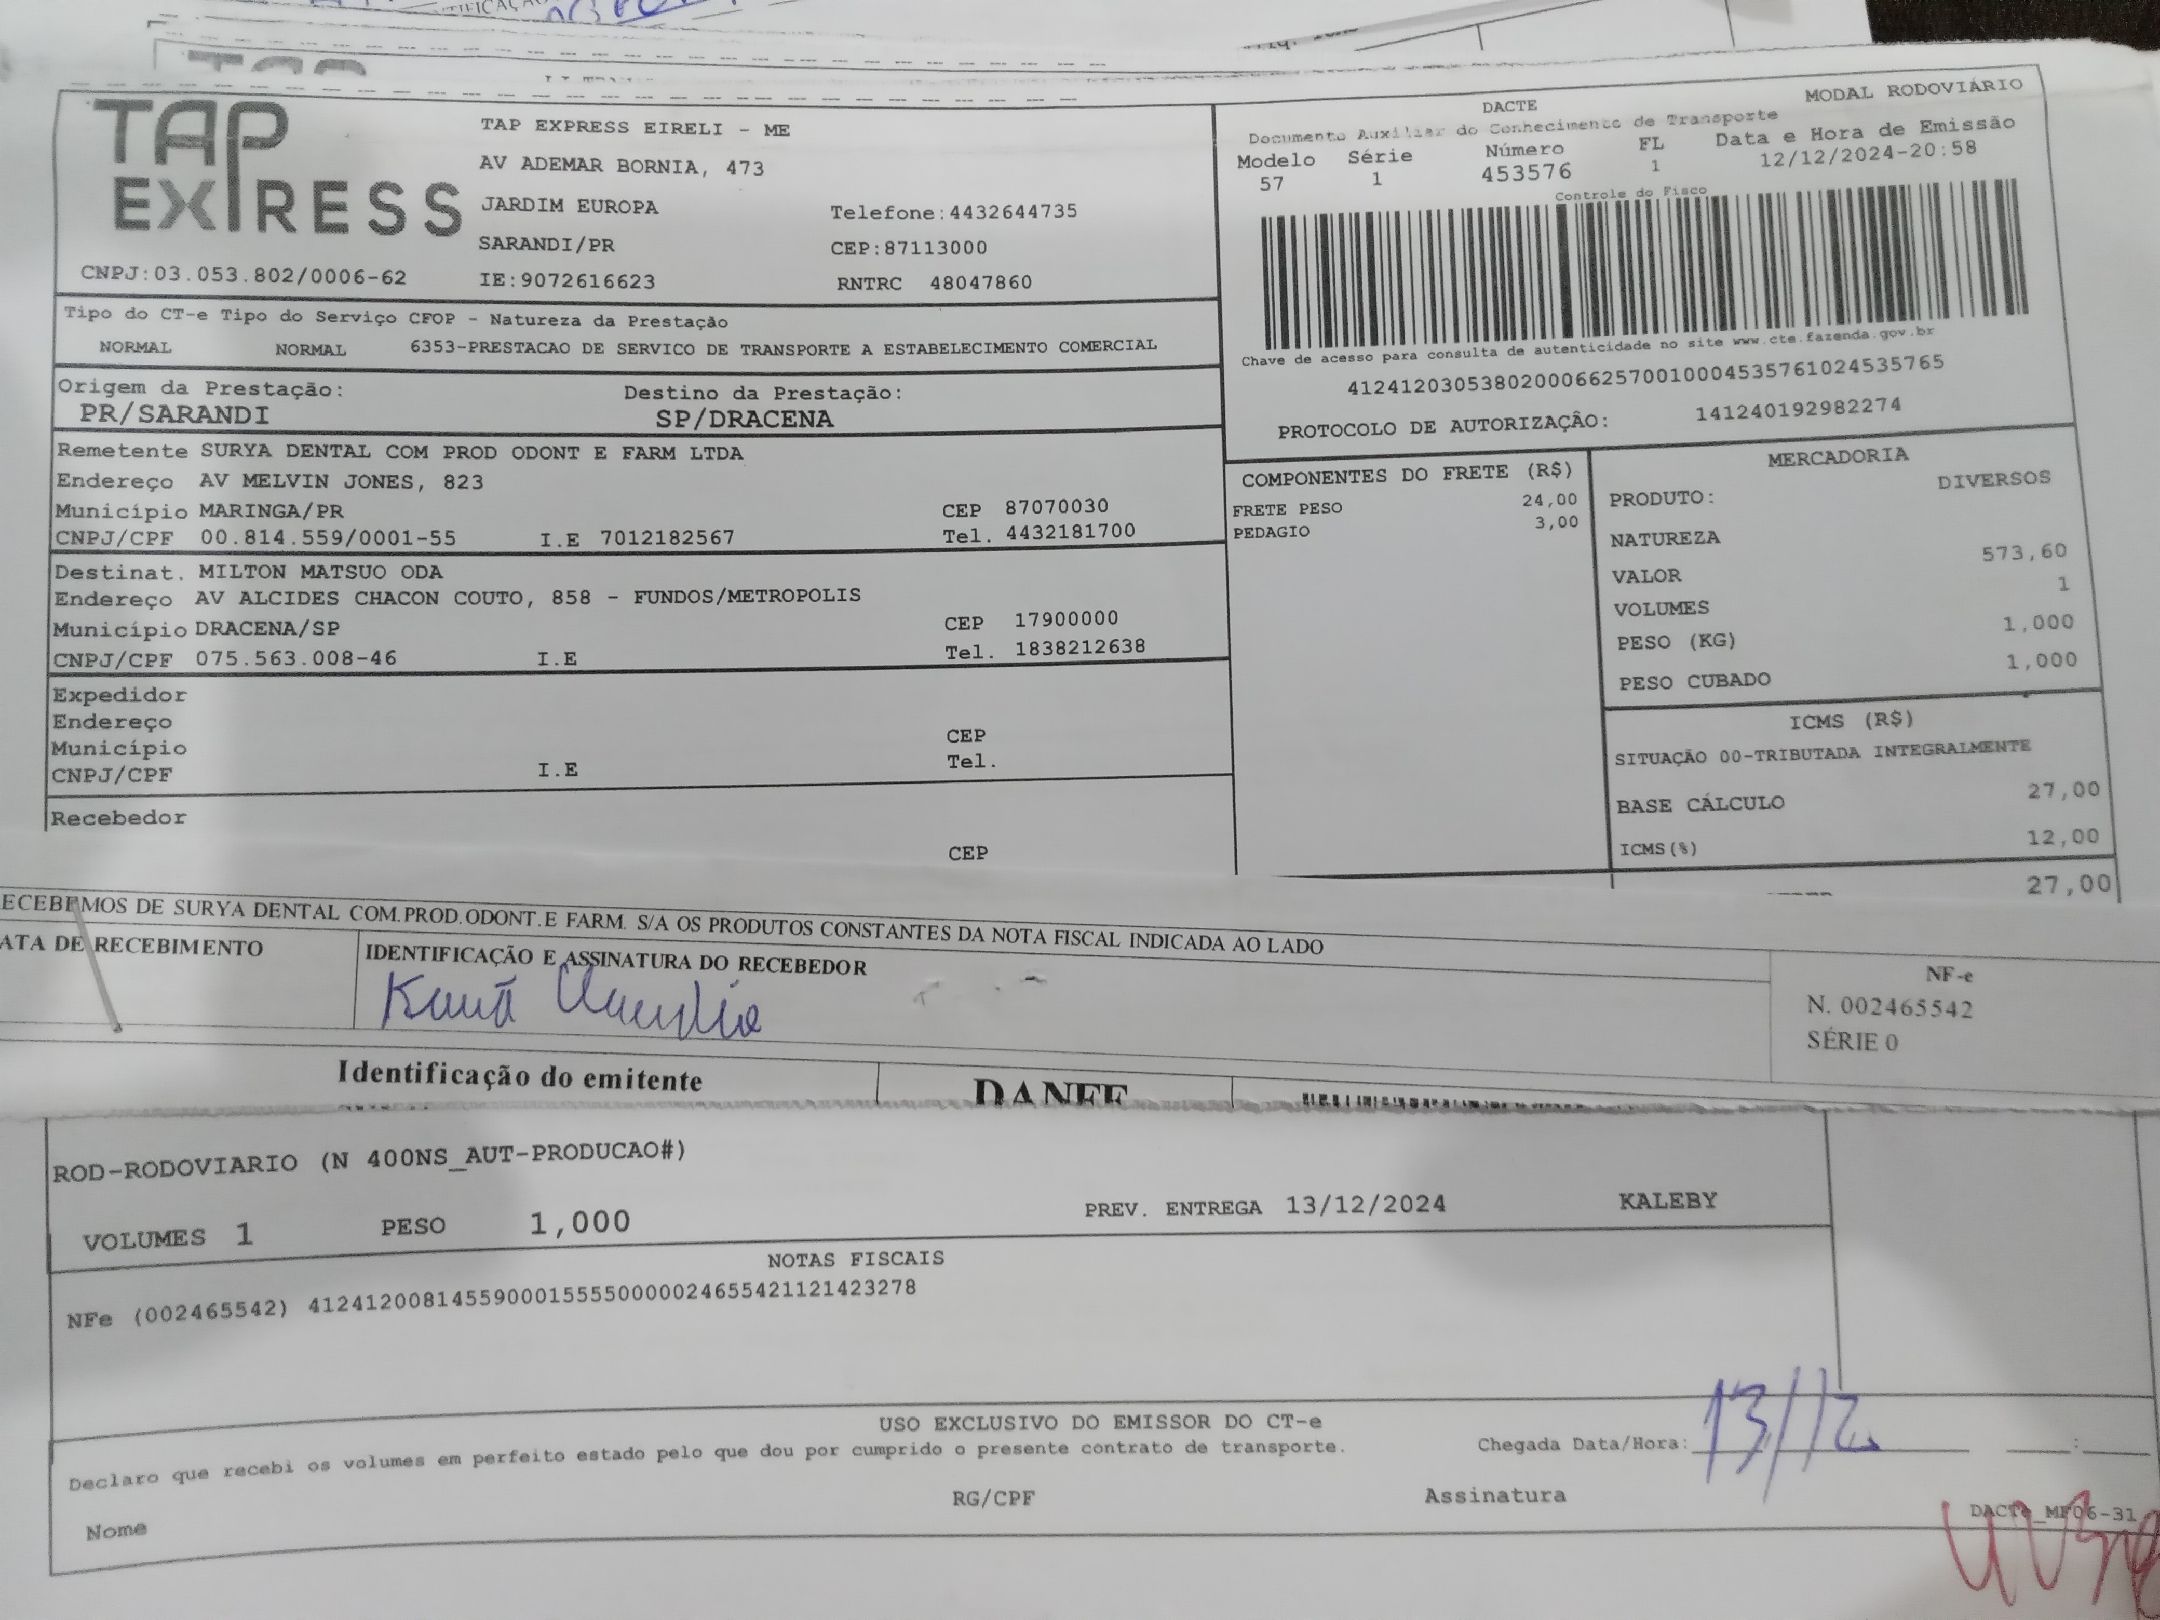 TAP EXPRESS
TAP EXPRESS EIRELI - ME
AV ADEMAR BORNIA, 473
JARDIM EUROPA Telefone:4432644735
SARANDI/PR CEP:87113000
CNPJ:03.053.802/0006-62 IE:9072616623 RNTRC 48047860
DACTE MODAL RODOVIÁRIO
Documento Auxiliar do Conhecimento de Transporte
Modelo Série Número FL Data e Hora de Emissão
57 1 453576 1 12/12/2024-20:58
Controle do Fisco
Chave de acesso para consulta de autenticidade no site www.cte.fazenda.gov.br
41241203053802000662570010004535761024535765
PROTOCOLO DE AUTORIZAÇÃO: 141240192982274
Tipo do CT-e Tipo do Serviço CFOP - Natureza da Prestação
NORMAL NORMAL 6353-PRESTACAO DE SERVICO DE TRANSPORTE A ESTABELECIMENTO COMERCIAL
Origem da Prestação: Destino da Prestação:
PR/SARANDI SP/DRACENA
Remetente SURYA DENTAL COM PROD ODONT E FARM LTDA
Endereço AV MELVIN JONES, 823
Município MARINGA/PR CEP 87070030
CNPJ/CPF 00.814.559/0001-55 I.E 7012182567 Tel. 4432181700
Destinat. MILTON MATSUO ODA
Endereço AV ALCIDES CHACON COUTO, 858 - FUNDOS/METROPOLIS
Município DRACENA/SP CEP 17900000
CNPJ/CPF 075.563.008-46 I.E Tel. 1838212638
Expedidor
Endereço
Município CEP
CNPJ/CPF I.E Tel.
Recebedor
CEP
COMPONENTES DO FRETE (R$)
FRETE PESO 24,00
PEDAGIO 3,00
MERCADORIA
PRODUTO: DIVERSOS
NATUREZA
VALOR 573,60
VOLUMES 1
PESO (KG) 1,000
PESO CUBADO 1,000
ICMS (R$)
SITUAÇÃO 00-TRIBUTADA INTEGRALMENTE
BASE CÁLCULO 27,00
ICMS(%) 12,00
27,00
ECEBEMOS DE SURYA DENTAL COM.PROD.ODONT.E FARM. S/A OS PRODUTOS CONSTANTES DA NOTA FISCAL INDICADA AO LADO
ATA DE RECEBIMENTO IDENTIFICAÇÃO E ASSINATURA DO RECEBEDOR
NF-e
N. 002465542
SÉRIE 0
Identificação do emitente DANFE
ROD-RODOVIARIO (N 400NS_AUT-PRODUCAO#)
VOLUMES 1 PESO 1,000 PREV. ENTREGA 13/12/2024 KALEBY
NOTAS FISCAIS
NFe (002465542) 41241200814559000155550000024655421121423278
USO EXCLUSIVO DO EMISSOR DO CT-e
Declaro que recebi os volumes em perfeito estado pelo que dou por cumprido o presente contrato de transporte.
Chegada Data/Hora: 13/12 :
Nome RG/CPF Assinatura
DACTe_MF06-31